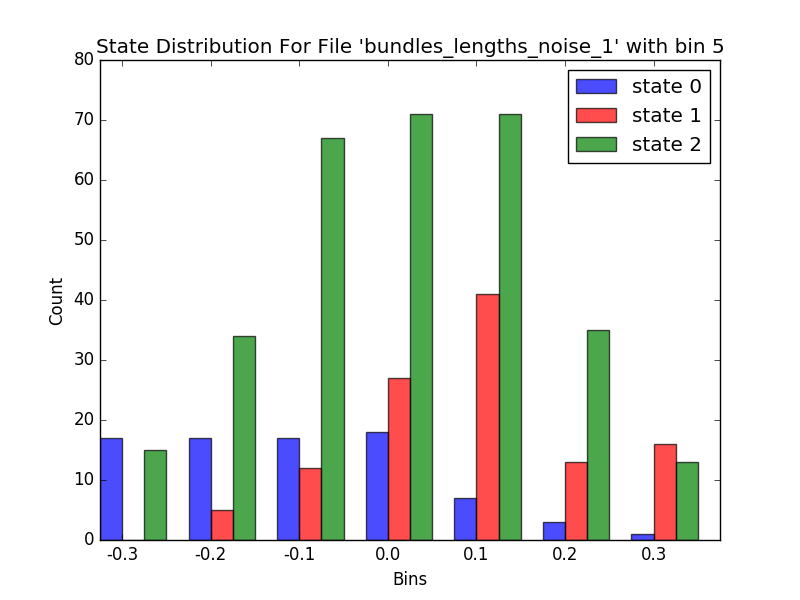 State Distribution For File 'bundles_lengths_noise_1' with bin 5
80
70
60
50
40
30
20
10
0
Count
state 0
state 1
state 2
-0.3 -0.2 -0.1 0.0 0.1 0.2 0.3
Bins